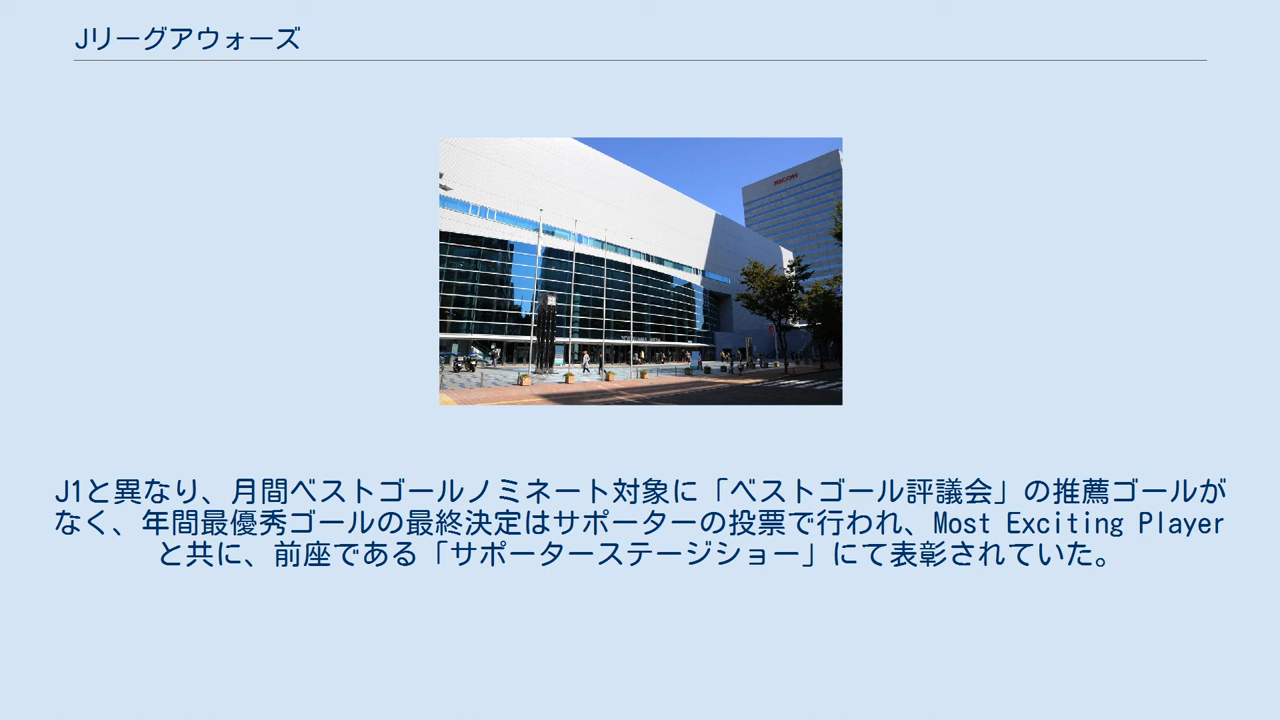 Jリーグアウォーズ
RICOH
YOKOHAMA ARENA
J1と異なり、月間ベストゴールノミネート対象に「ベストゴール評議会」の推薦ゴールが
なく、年間最優秀ゴールの最終決定はサポーターの投票で行われ、Most Exciting Player
と共に、前座である「サポーターステージショー」にて表彰されていた。